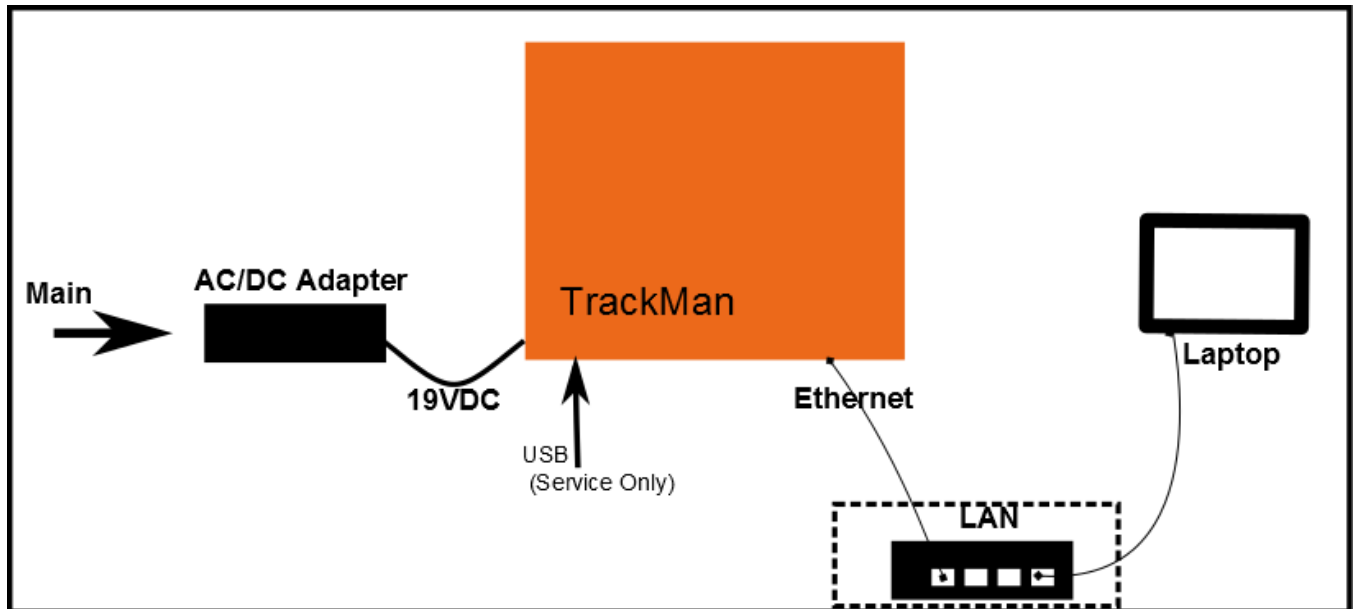 Main
AC/DC Adapter
19VDC
TrackMan
USB
(Service Only)
Ethernet
LAN
Laptop